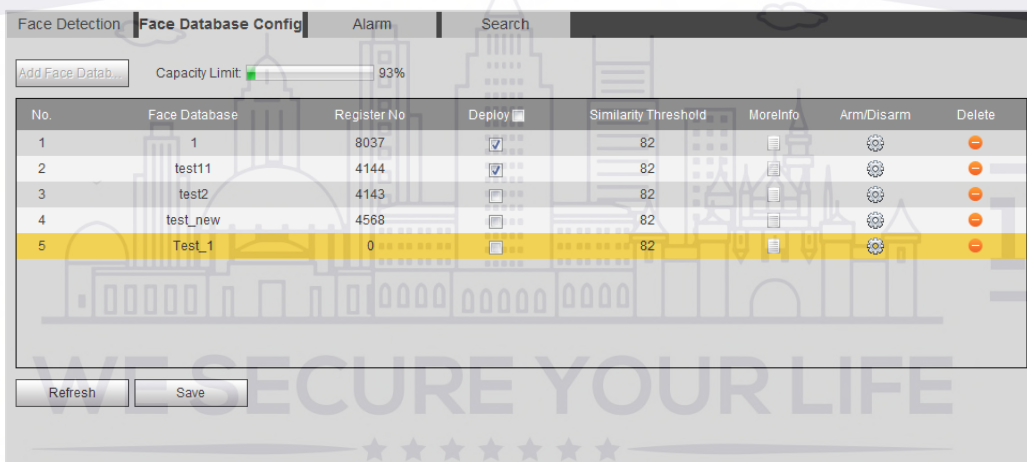 Face Detection Face Database Config Alarm Search
Add Face Datab... Capacity Limit: 93%
No. Face Database Register No Deploy Similarity Threshold MoreInfo Arm/Disarm Delete
1 1 8037 82
2 test11 4144 82
3 test2 4143 82
4 test_new 4568 82
5 Test_1 0 82
Refresh Save
WE SECURE YOUR LIFE